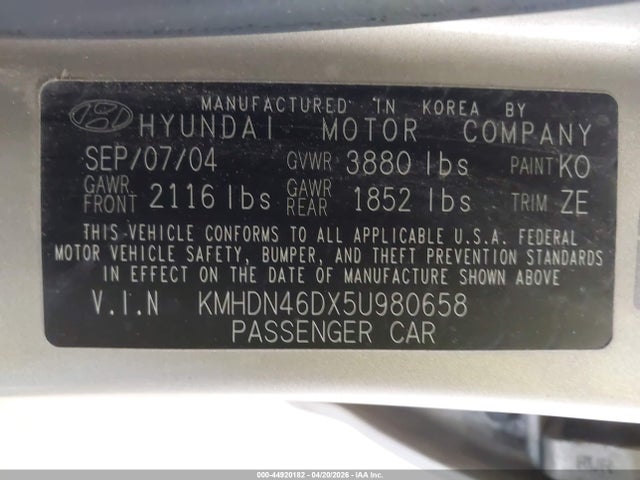 MANUFACTURED IN KOREA BY
HYUNDAI MOTOR COMPANY
SEP/07/04 GVWR 3880 lbs PAINT KO
GAWR FRONT 2116 lbs GAWR REAR 1852 lbs TRIM ZE
THIS VEHICLE CONFORMS TO ALL APPLICABLE U.S.A. FEDERAL
MOTOR VEHICLE SAFETY, BUMPER, AND THEFT PREVENTION STANDARDS
IN EFFECT ON THE DATE OF MANUFACTURE SHOWN ABOVE
V.I.N KMHDN46DX5U980658
PASSENGER CAR
000-44920182 - 04/20/2026 - IAAI.COM